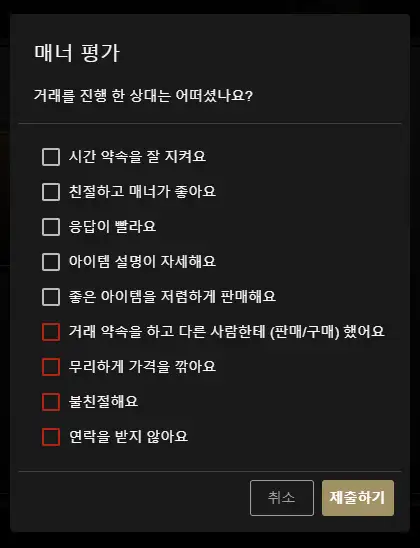 매너 평가
거래를 진행 한 상대는 어떠셨나요?
시간 약속을 잘 지켜요
친절하고 매너가 좋아요
응답이 빨라요
아이템 설명이 자세해요
좋은 아이템을 저렴하게 판매해요
거래 약속을 하고 다른 사람한테 (판매/구매) 했어요
무리하게 가격을 깎아요
불친절해요
연락을 받지 않아요
취소 제출하기